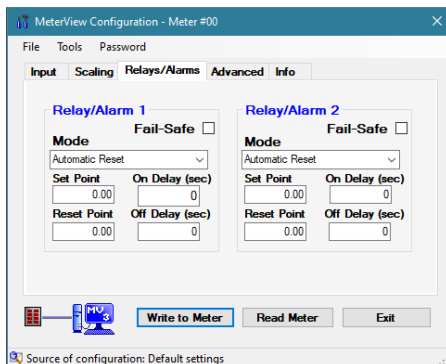 MeterView Configuration - Meter #00
File Tools Password
Input Scaling Relays/Alarms Advanced Info
Relay/Alarm 1
Fail-Safe
Mode
Automatic Reset
Set Point On Delay (sec)
0.00 0
Reset Point Off Delay (sec)
0.00 0
Relay/Alarm 2
Fail-Safe
Mode
Automatic Reset
Set Point On Delay (sec)
0.00 0
Reset Point Off Delay (sec)
0.00 0
MV3
Write to Meter Read Meter Exit
Source of configuration: Default settings